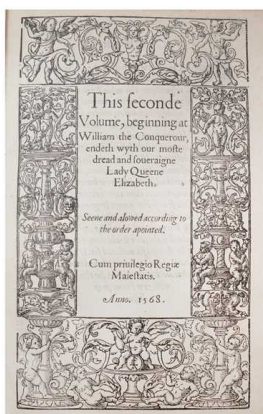 This seconde
Volume, beginning at
William the Conquerour,
endeth wyth our moste
dread and soueraigne
Lady Queene
Elizabeth.
Seene and alowed according to
the order apointed.
Cum priuilegio Regiæ
Maiestatis.
Anno. 1568.